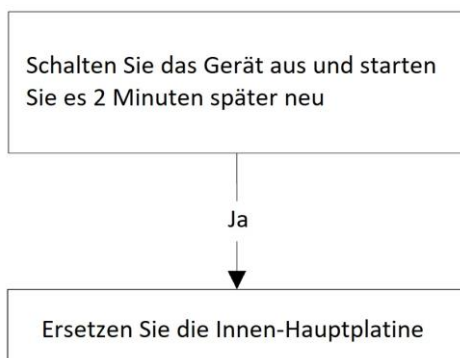 Schalten Sie das Gerät aus und starten
Sie es 2 Minuten später neu
Ja
Ersetzen Sie die Innen-Hauptplatine